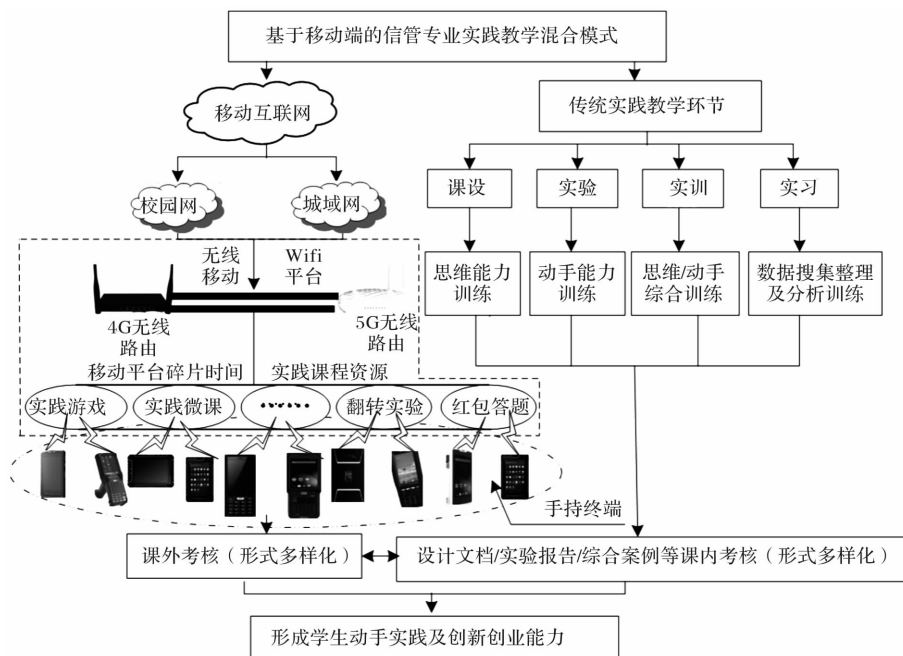 基于移动端的信管专业实践教学混合模式
移动互联网
传统实践教学环节
课设
实验
实训
实习
校园网
城域网
无线
移动
Wifi
平台
思维能力
训练
动手能力
训练
思维/动手
综合训练
数据搜集整理
及分析训练
4G无线
路由
5G无线
路由
移动平台碎片时间
实践课程资源
实践游戏
实践微课
······
翻转实验
红包答题
手持终端
课外考核（形式多样化）
设计文档/实验报告/综合案例等课内考核（形式多样化）
形成学生动手实践及创新创业能力